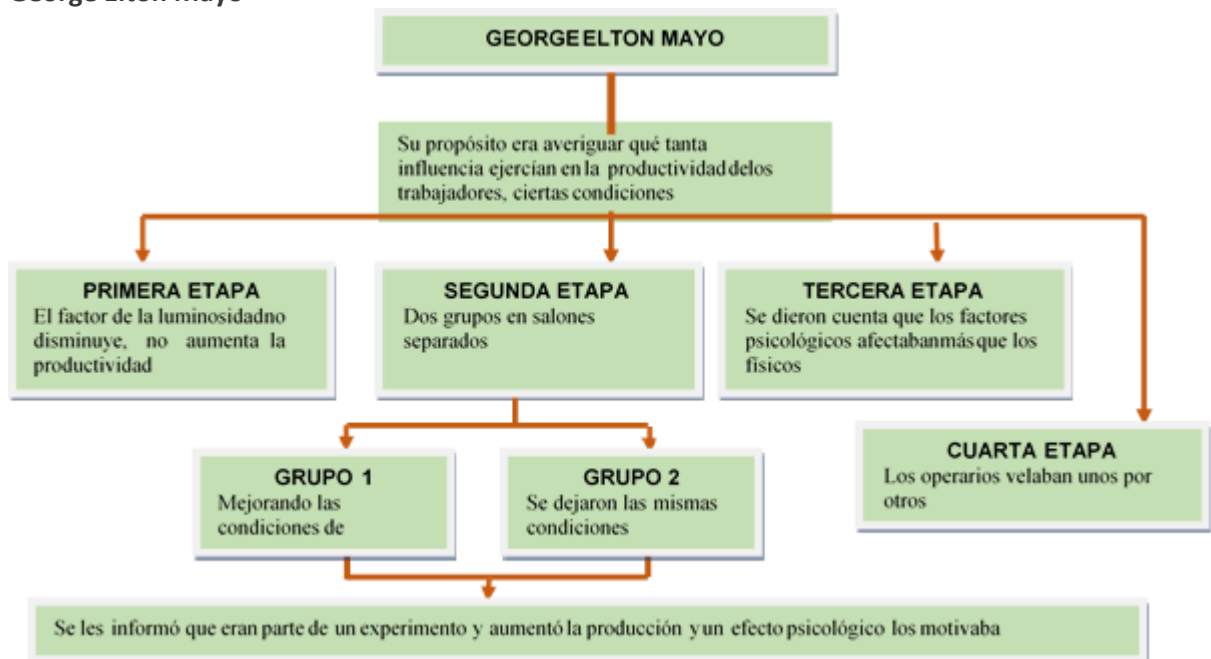 GEORGE ELTON MAYO
Su propósito era averiguar qué tanta
influencia ejercían en la productividad delos
trabajadores, ciertas condiciones
PRIMERA ETAPA
El factor de la luminosidadno
disminuye, no aumenta la
productividad
SEGUNDA ETAPA
Dos grupos en salones
separados
TERCERA ETAPA
Se dieron cuenta que los factores
psicológicos afectabanmás que los
físicos
CUARTA ETAPA
Los operarios velaban unos por
otros
GRUPO 1
Mejorando las
condiciones de
GRUPO 2
Se dejaron las mismas
condiciones
Se les informó que eran parte de un experimento y aumentó la producción y un efecto psicológico los motivaba